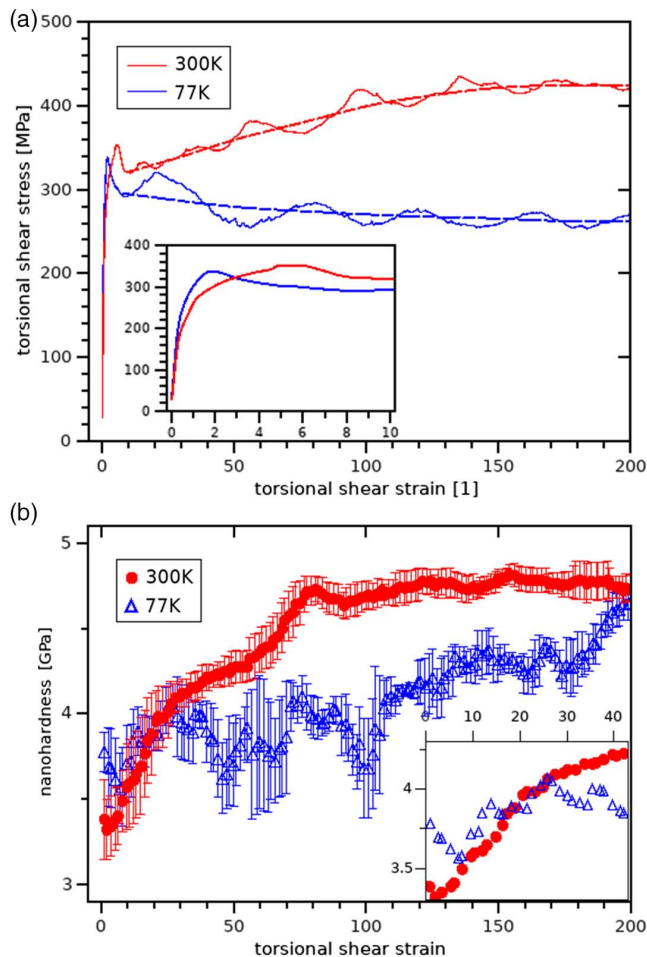 (a)
500
400
300
200
100
0
torsional shear stress [MPa]
300K
77K
400
300
200
100
0
0 2 4 6 8 10
0 50 100 150 200
torsional shear strain [1]
(b)
5
4
3
nanohardness [GPa]
300K
77K
0 10 20 30 40
4
3.5
0 50 100 150 200
torsional shear strain